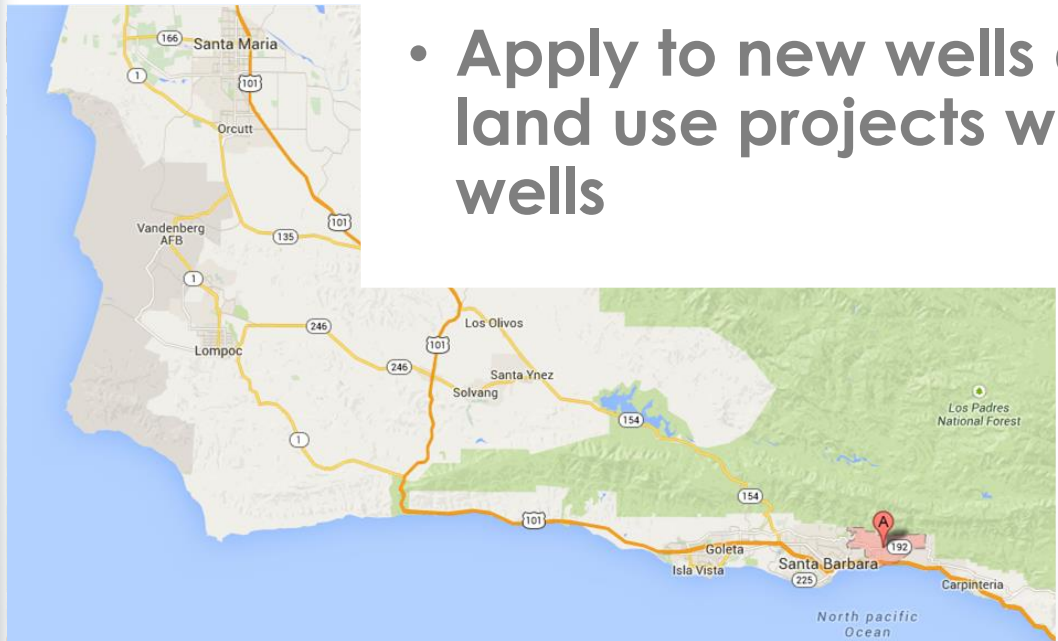 • Apply to new wells
land use projects w
wells
166
Santa Maria
1
101
Orcutt
101
Vandenberg
AFB
135
1
246
Los Olivos
101
Lompoc
246
Santa Ynez
Solvang
154
Los Padres
National Forest
1
154
101
A
192
Goleta
Santa Barbara
Isla Vista
225
Carpinteria
North pacific
Ocean